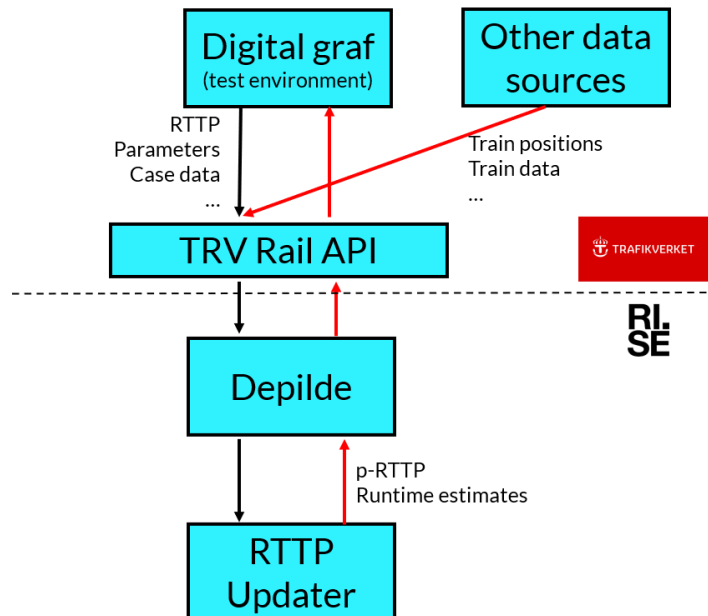 Digital graf
(test environment)
Other data
sources
RTTP
Parameters
Case data
...
Train positions
Train data
...
TRV Rail API
TRAFIKVERKET
RI.
SE
Depilde
p-RTTP
Runtime estimates
RTTP
Updater